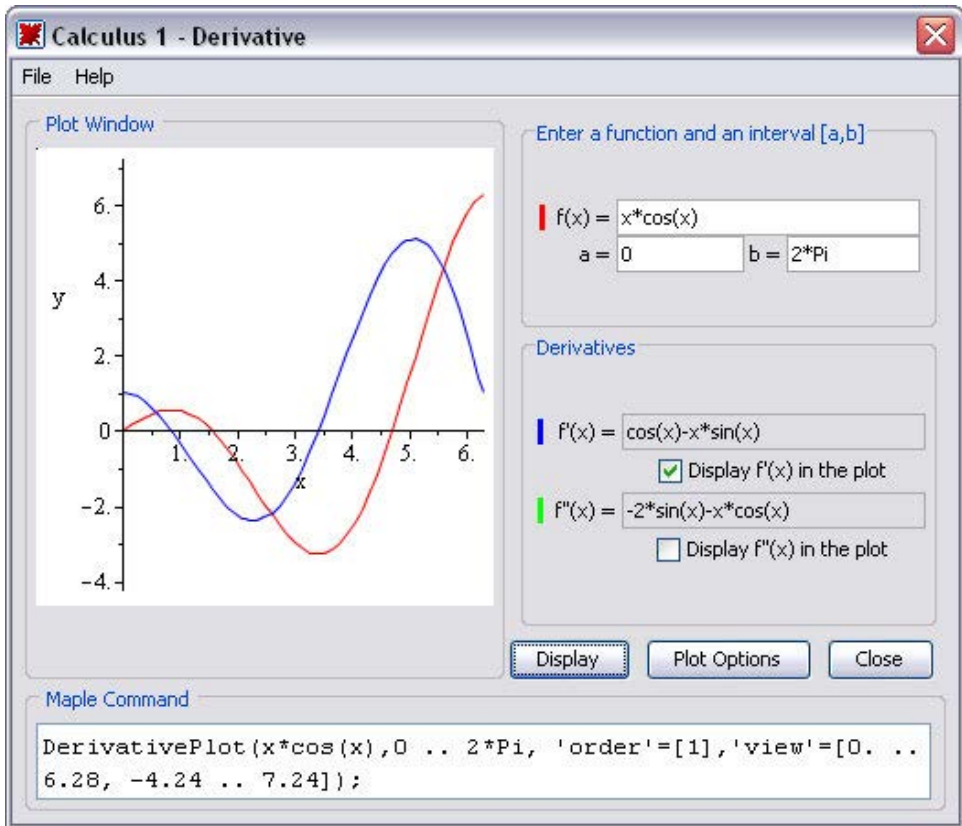 Calculus 1 - Derivative
File Help
Plot Window
6.
4.
y
2.
0
1. 2. 3. 4. 5. 6.
x
-2.
-4.
Enter a function and an interval [a,b]
f(x) = x*cos(x)
a = 0 b = 2*Pi
Derivatives
f'(x) = cos(x)-x*sin(x)
Display f'(x) in the plot
f''(x) = -2*sin(x)-x*cos(x)
Display f''(x) in the plot
Display Plot Options Close
Maple Command
DerivativePlot(x*cos(x),0 .. 2*Pi, 'order'=[1],'view'=[0. ..
6.28, -4.24 .. 7.24]);